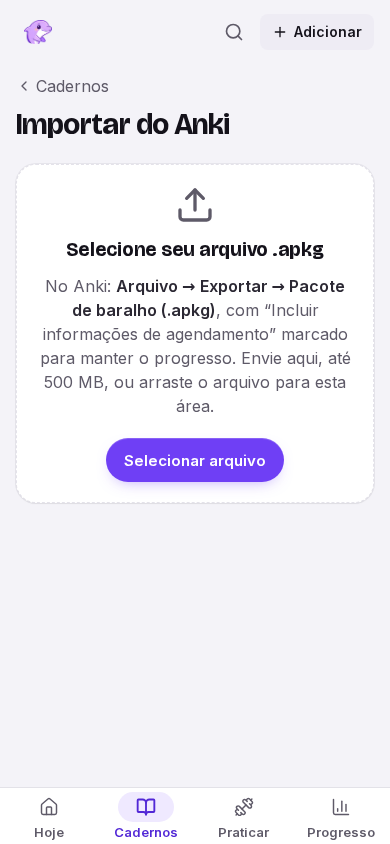 Adicionar
Cadernos
Importar do Anki
Selecione seu arquivo .apkg
No Anki: Arquivo → Exportar → Pacote
de baralho (.apkg), com “Incluir
informações de agendamento” marcado
para manter o progresso. Envie aqui, até
500 MB, ou arraste o arquivo para esta
área.
Selecionar arquivo
Hoje
Cadernos
Praticar
Progresso